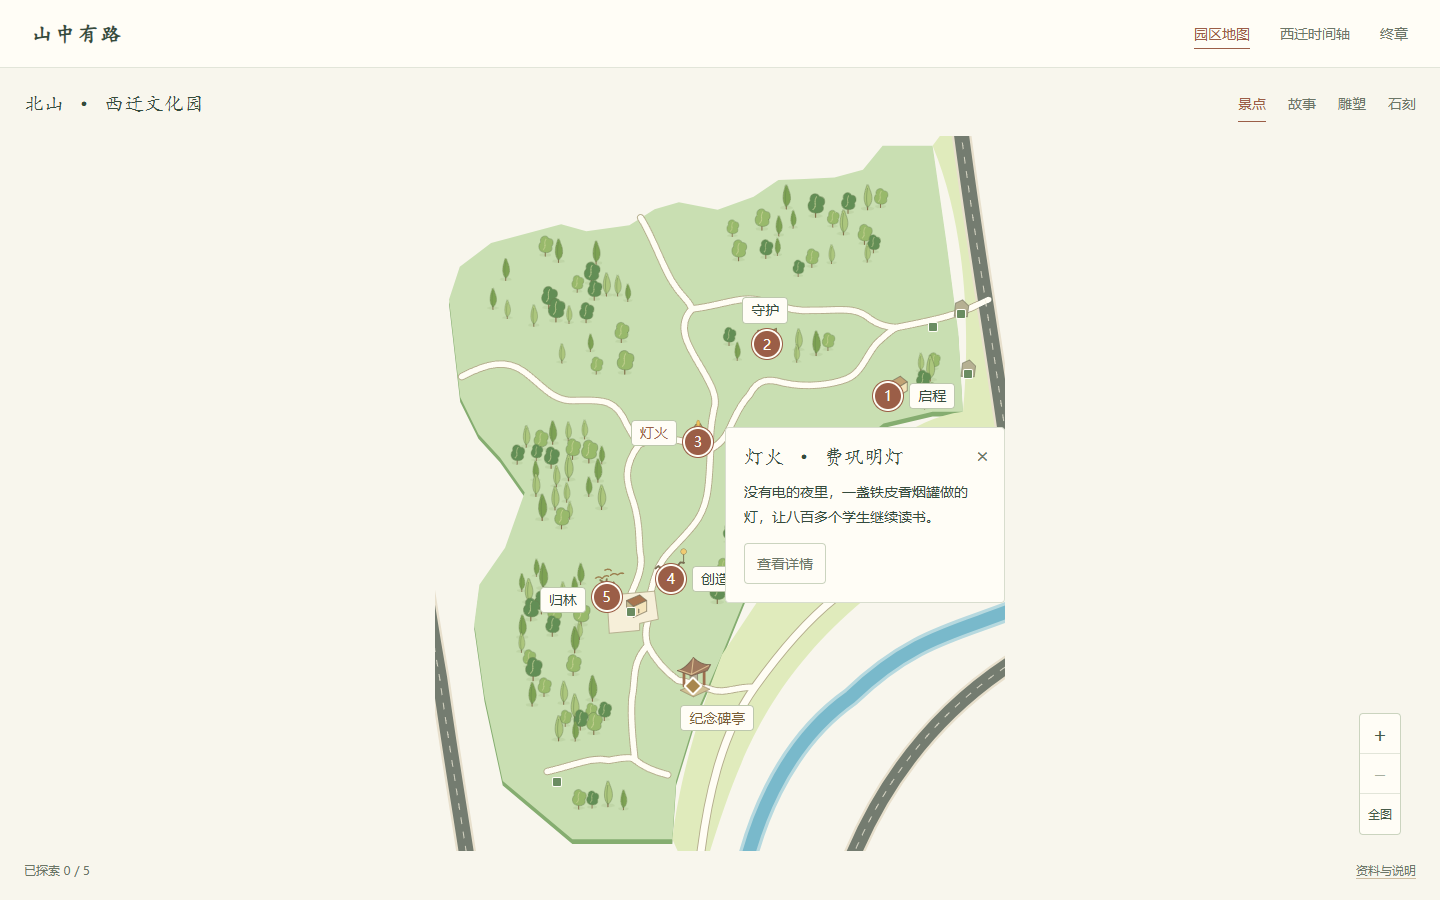 山中有路
园区地图 西迁时间轴 终章
北山 • 西迁文化园
景点 故事 雕塑 石刻
守护
2
1 启程
灯火 3
灯火 • 费巩明灯 ×
没有电的夜里，一盏铁皮香烟罐做的
灯，让八百多个学生继续读书。
查看详情
4 创造
归林 5
纪念碑亭
+
−
全图
已探索 0 / 5
资料与说明